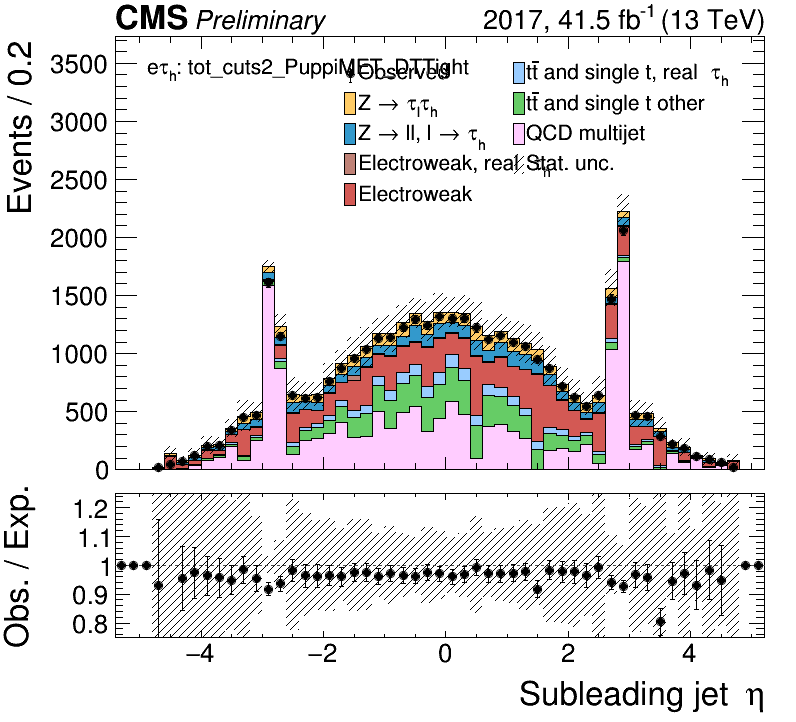 CMS Preliminary 2017, 41.5 fb⁻¹ (13 TeV)
Events / 0.2
3500
3000
2500
2000
1500
1000
500
0
eτh: tot_cuts2_PuppiMET_DTTight
Observed
Z → τlτh
Z → ll, l → τh
Electroweak, real τh
Electroweak
tt̄ and single t, real τh
tt̄ and single t other
QCD multijet
Stat. unc.
Obs. / Exp.
1.2
1.1
1
0.9
0.8
−4 −2 0 2 4
Subleading jet η